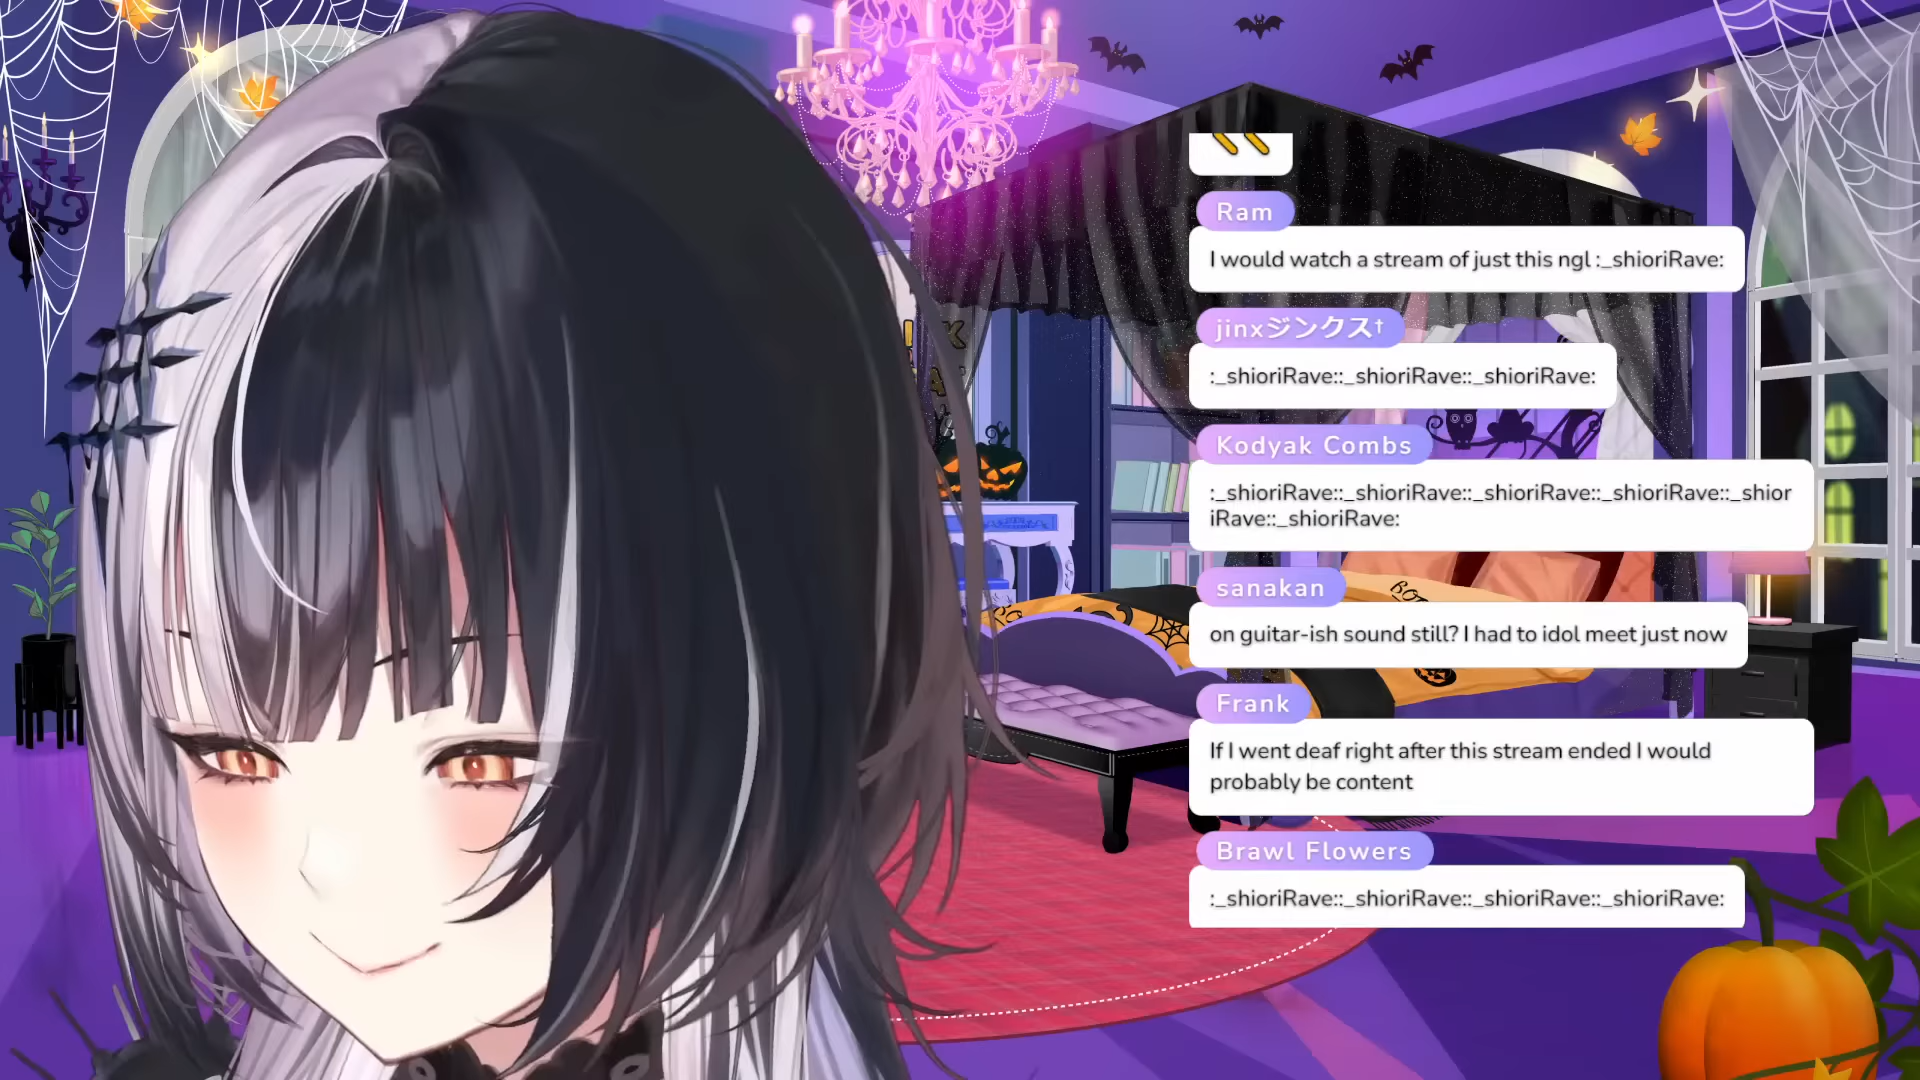 Ram
I would watch a stream of just this ngl :_shioriRave:
jinxジンクス†
:_shioriRave::_shioriRave::_shioriRave:
Kodyak Combs
:_shioriRave::_shioriRave::_shioriRave::_shioriRave::_shior
iRave::_shioriRave:
sanakan
on guitar-ish sound still? I had to idol meet just now
Frank
If I went deaf right after this stream ended I would
probably be content
Brawl Flowers
:_shioriRave::_shioriRave::_shioriRave::_shioriRave: